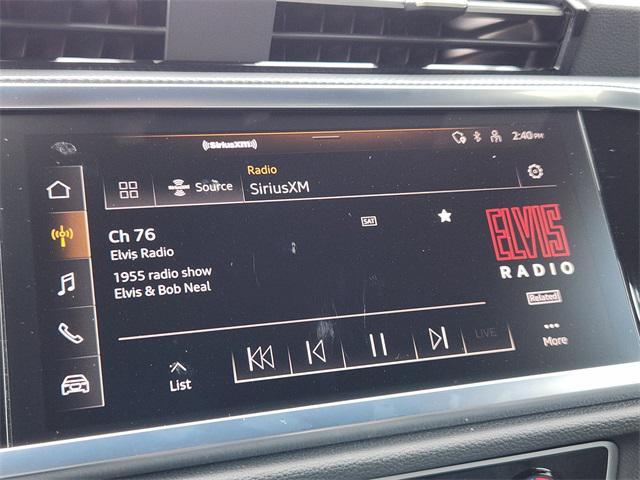 ((SiriusXM))
2:40 PM
Radio
Source
SiriusXM
SAT
Ch 76
Elvis Radio
1955 radio show
Elvis & Bob Neal
ELVIS
RADIO
Related
LIVE
More
List